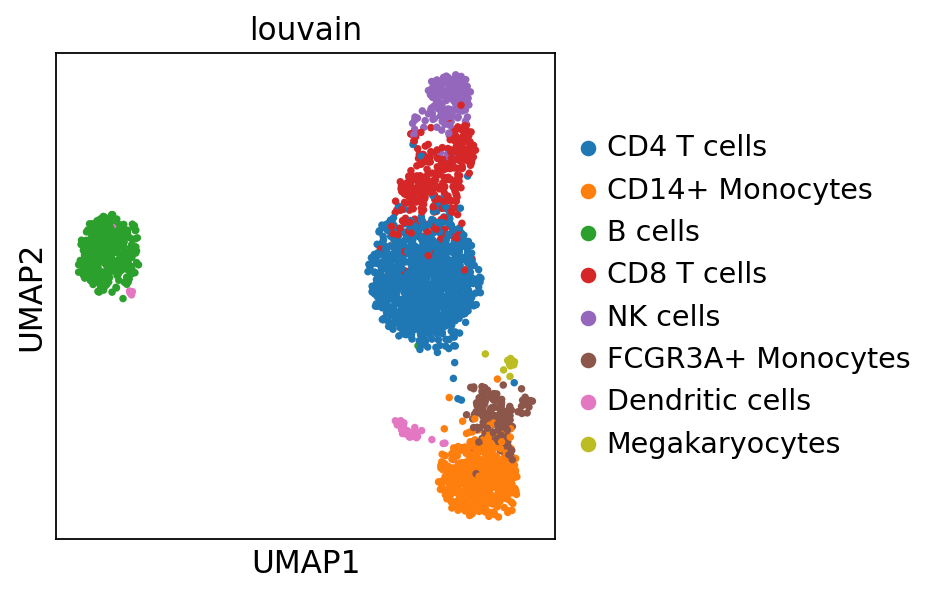 louvain
UMAP2
UMAP1
CD4 T cells
CD14+ Monocytes
B cells
CD8 T cells
NK cells
FCGR3A+ Monocytes
Dendritic cells
Megakaryocytes